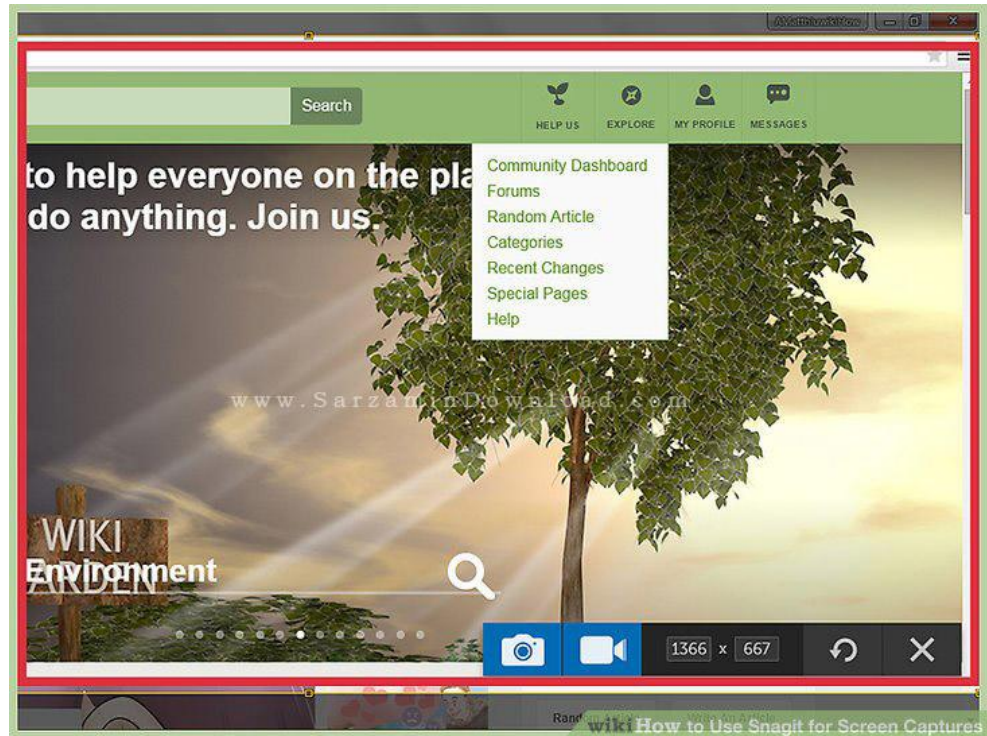 Search
HELP US
EXPLORE
MY PROFILE
MESSAGES
to help everyone on the pla
do anything. Join us.
Community Dashboard
Forums
Random Article
Categories
Recent Changes
Special Pages
Help
www.SarzaminDownload.com
WIKI
ARDEN
Environment
1366 x 667
wikiHow to Use Snagit for Screen Captures